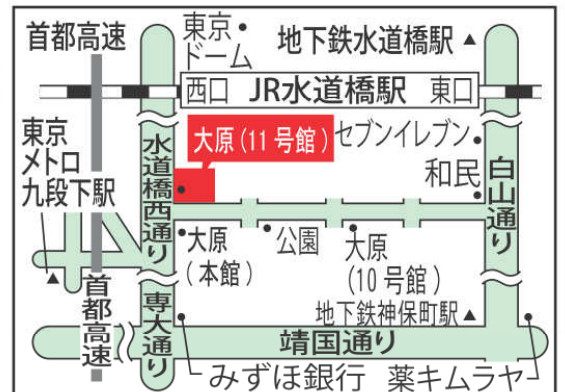 首都高速
東京
ドーム
地下鉄水道橋駅
西口 JR水道橋駅 東口
東京
メトロ
九段下駅
水道橋西通り
大原(11号館)
セブンイレブン
和民
白山通り
大原
(本館)
公園
大原
(10号館)
首都高速
専大通り
地下鉄神保町駅
靖国通り
みずほ銀行
薬キムラヤ